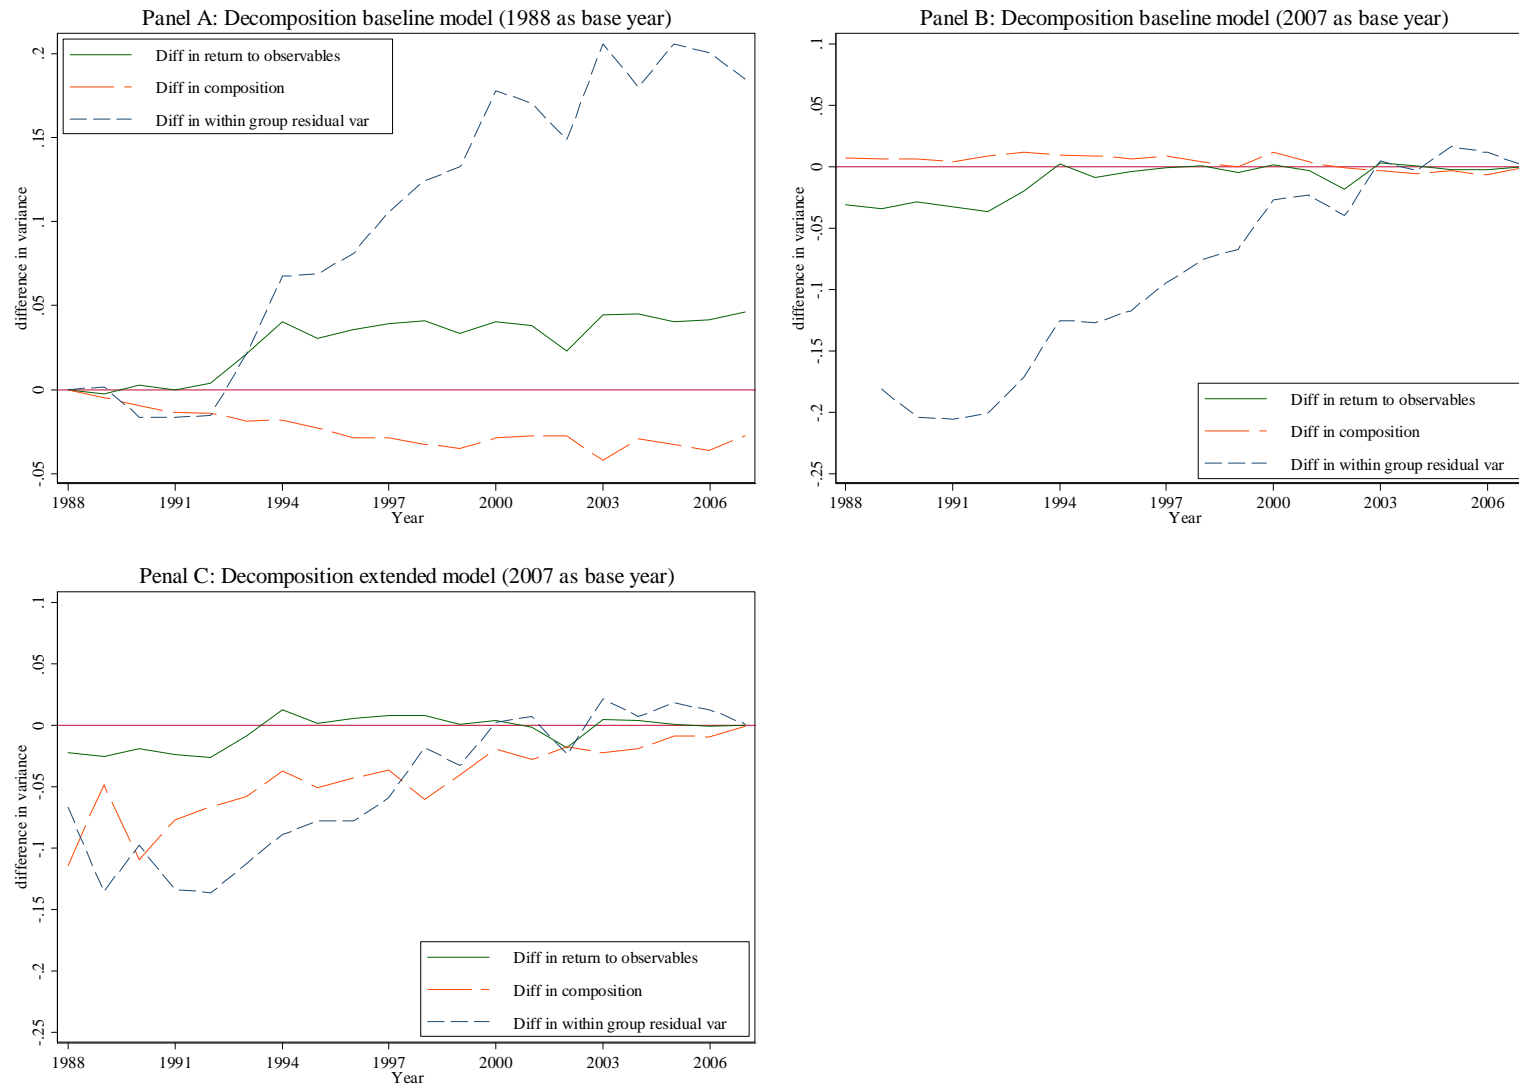 Panel A: Decomposition baseline model (1988 as base year)
Diff in return to observables
Diff in composition
Diff in within group residual var
difference in variance
.2
.15
.1
.05
0
-.05
1988 1991 1994 1997 2000 2003 2006
Year
Panel B: Decomposition baseline model (2007 as base year)
difference in variance
.1
.05
0
-.05
-.1
-.15
-.2
-.25
Diff in return to observables
Diff in composition
Diff in within group residual var
1988 1991 1994 1997 2000 2003 2006
Year
Penal C: Decomposition extended model (2007 as base year)
difference in variance
.1
.05
0
-.05
-.1
-.15
-.2
-.25
Diff in return to observables
Diff in composition
Diff in within group residual var
1988 1991 1994 1997 2000 2003 2006
Year